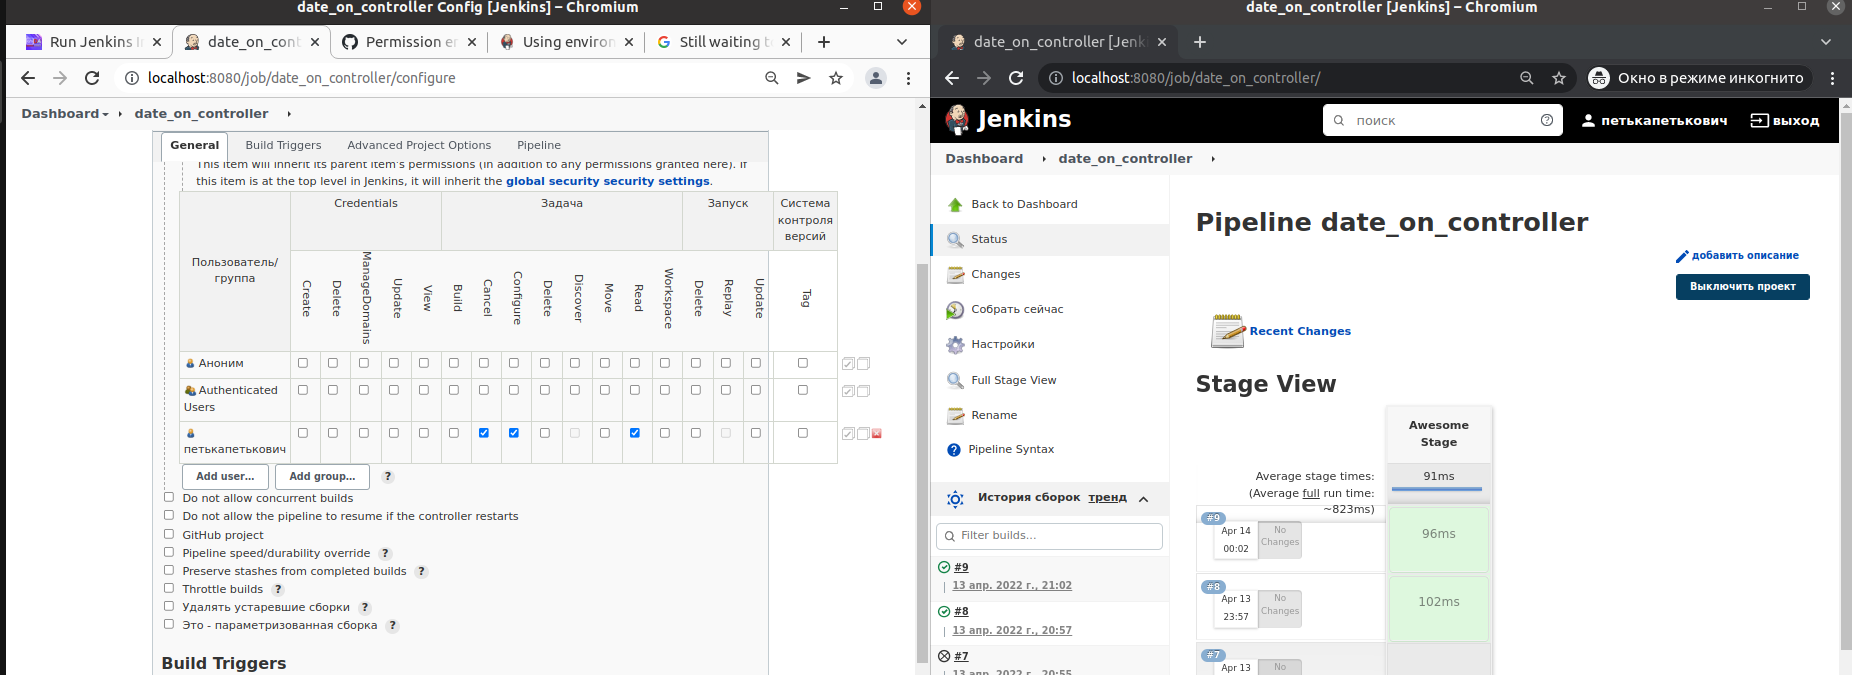 date_on_controller Config [Jenkins] – Chromium
Run Jenkins I
date_on_cont
Permission er
Using environ
Still waiting to
localhost:8080/job/date_on_controller/configure
Dashboard
date_on_controller
General
Build Triggers
Advanced Project Options
Pipeline
This item will inherit its parent item's permissions (in addition to any permissions granted here). If
this item is at the top level in Jenkins, it will inherit the global security security settings.
Пользователь/
группа
Credentials
Задача
Запуск
Система
контроля
версий
Create
Delete
ManageDomains
Update
View
Build
Cancel
Configure
Delete
Discover
Move
Read
Workspace
Delete
Replay
Update
Tag
Аноним
Authenticated
Users
петькапетькович
Add user...
Add group...
?
Do not allow concurrent builds
Do not allow the pipeline to resume if the controller restarts
GitHub project
Pipeline speed/durability override ?
Preserve stashes from completed builds ?
Throttle builds ?
Удалять устаревшие сборки ?
Это - параметризованная сборка ?
Build Triggers
date_on_controller [Jenkins] – Chromium
date_on_controller [Jenk
localhost:8080/job/date_on_controller/
Окно в режиме инкогнито
Jenkins
поиск
?
петькапетькович
выход
Dashboard
date_on_controller
Back to Dashboard
Status
Changes
Собрать сейчас
Настройки
Full Stage View
Rename
? Pipeline Syntax
История сборок тренд
Filter builds...
#9
13 апр. 2022 г., 21:02
#8
13 апр. 2022 г., 20:57
#7
13 апр. 2022 г., 20:55
Pipeline date_on_controller
добавить описание
Выключить проект
Recent Changes
Stage View
Awesome
Stage
Average stage times:
(Average full run time:
~823ms)
91ms
#9
Apr 14
00:02
No
Changes
96ms
#8
Apr 13
23:57
No
Changes
102ms
#7
Apr 13
No